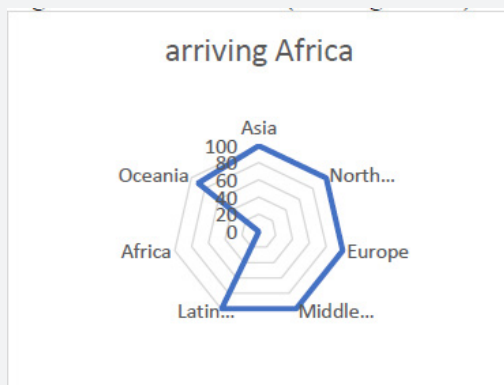 arriving Africa
Asia
100
80
60
40
20
0
Oceania
North...
Africa
Europe
Latin...
Middle...